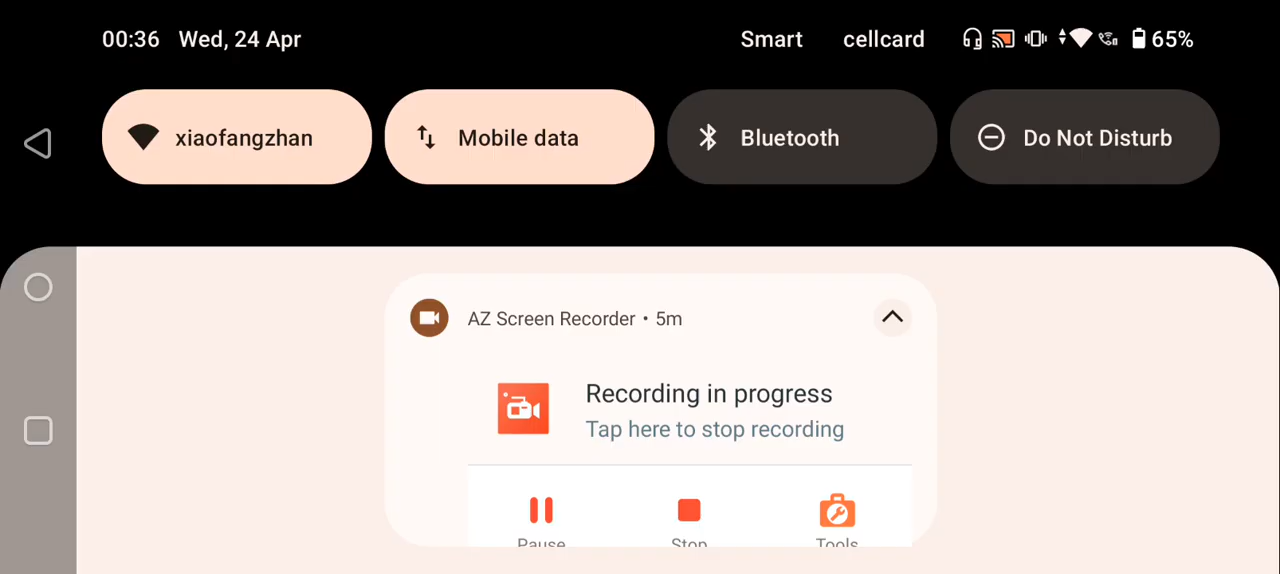 00:36 Wed, 24 Apr Smart cellcard 65%
xiaofangzhan Mobile data Bluetooth Do Not Disturb
AZ Screen Recorder • 5m
Recording in progress
Tap here to stop recording
Pause Stop Tools